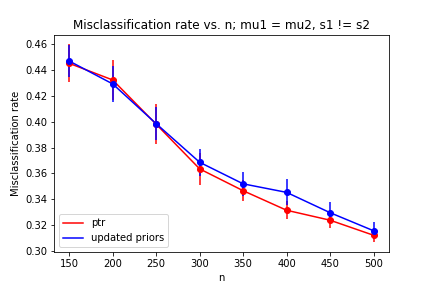 Misclassification rate vs. n; mu1 = mu2, s1 != s2
Misclassification rate
0.46
0.44
0.42
0.40
0.38
0.36
0.34
0.32
0.30
ptr
updated priors
150 200 250 300 350 400 450 500
n